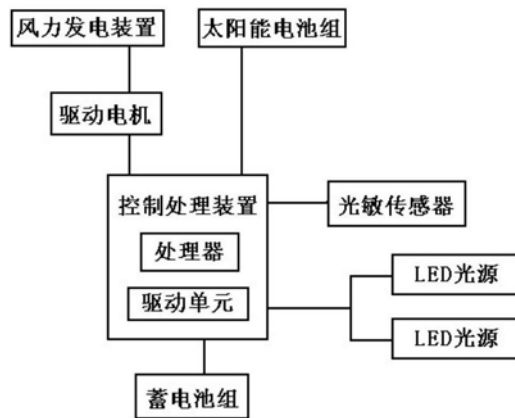 风力发电装置
太阳能电池组
驱动电机
控制处理装置
光敏传感器
处理器
LED光源
驱动单元
LED光源
蓄电池组